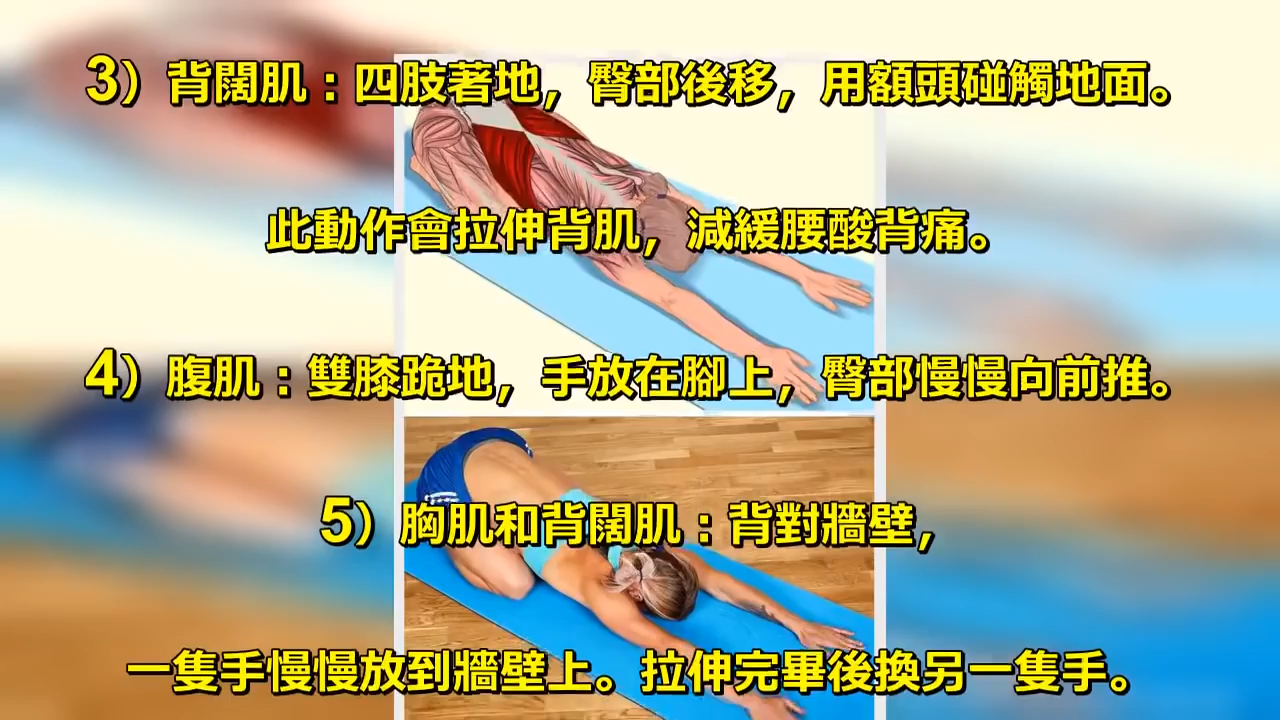 3）背闊肌：四肢著地，臀部後移，用額頭碰觸地面。
此動作會拉伸背肌，減緩腰酸背痛。
4）腹肌：雙膝跪地，手放在腳上，臀部慢慢向前推。
5）胸肌和背闊肌：背對牆壁，
一隻手慢慢放到牆壁上。拉伸完畢後換另一隻手。